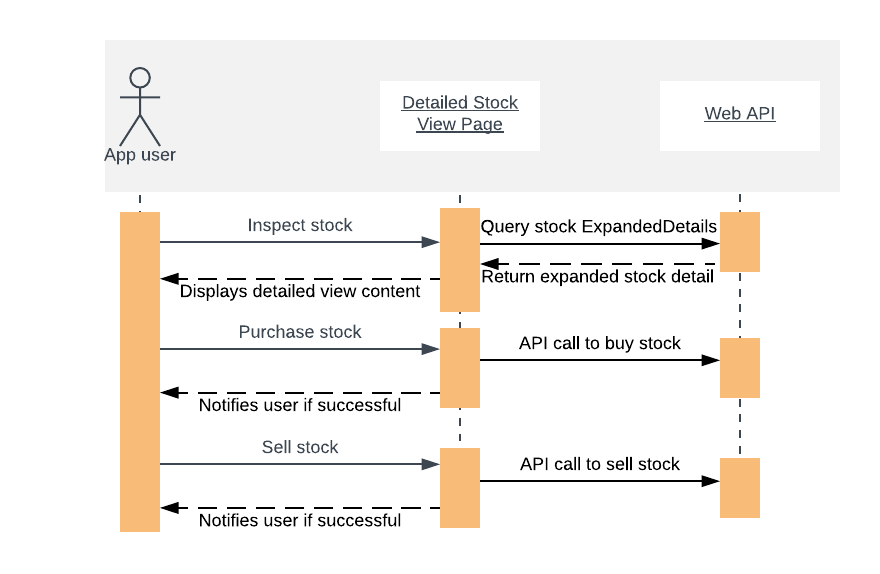 App user
Detailed Stock
View Page
Web API
Inspect stock
Query stock ExpandedDetails
Return expanded stock detail
Displays detailed view content
Purchase stock
API call to buy stock
Notifies user if successful
Sell stock
API call to sell stock
Notifies user if successful